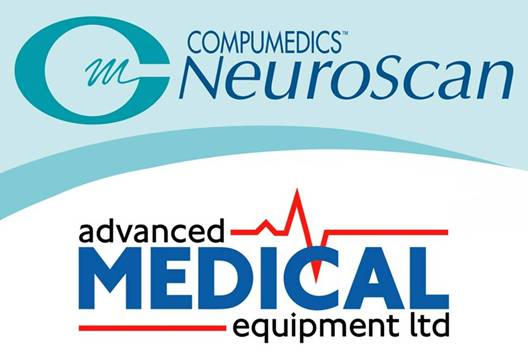 COMPUMEDICS™
NeuroScan
advanced
MEDICAL
equipment ltd